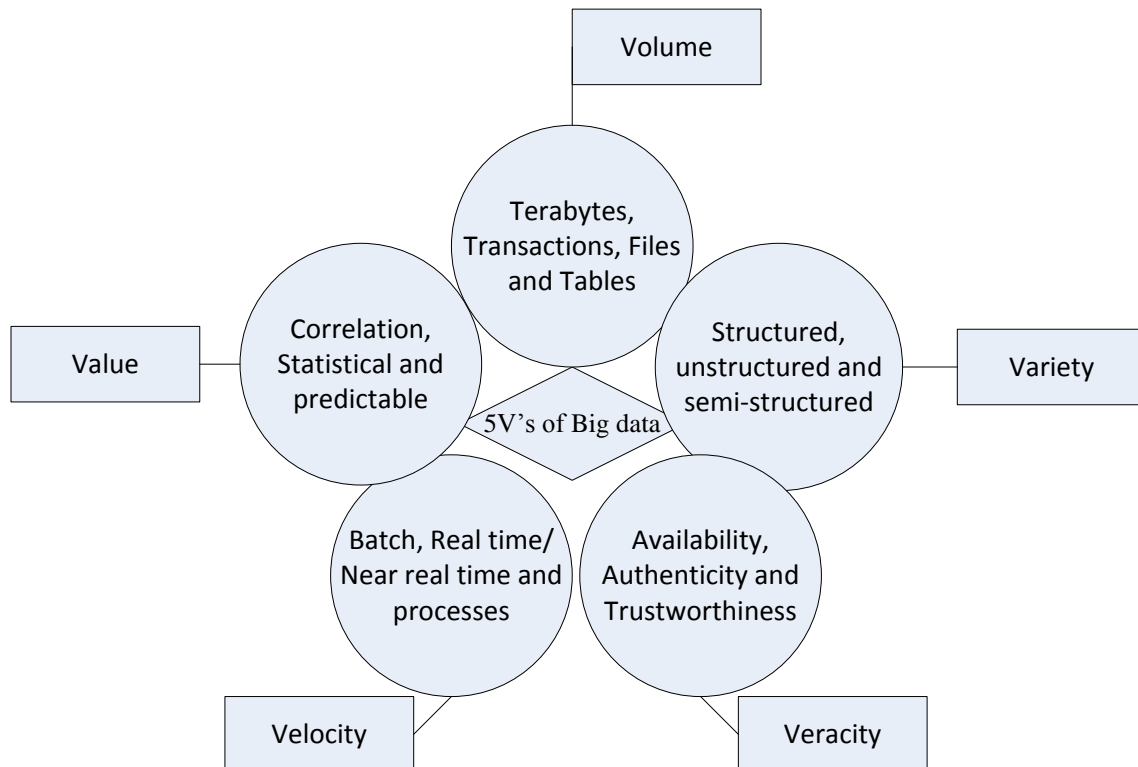 Volume
Terabytes,
Transactions, Files
and Tables
Correlation,
Statistical and
predictable
Structured,
unstructured and
semi-structured
Value
Variety
5V’s of Big data
Batch, Real time/
Near real time and
processes
Availability,
Authenticity and
Trustworthiness
Velocity
Veracity